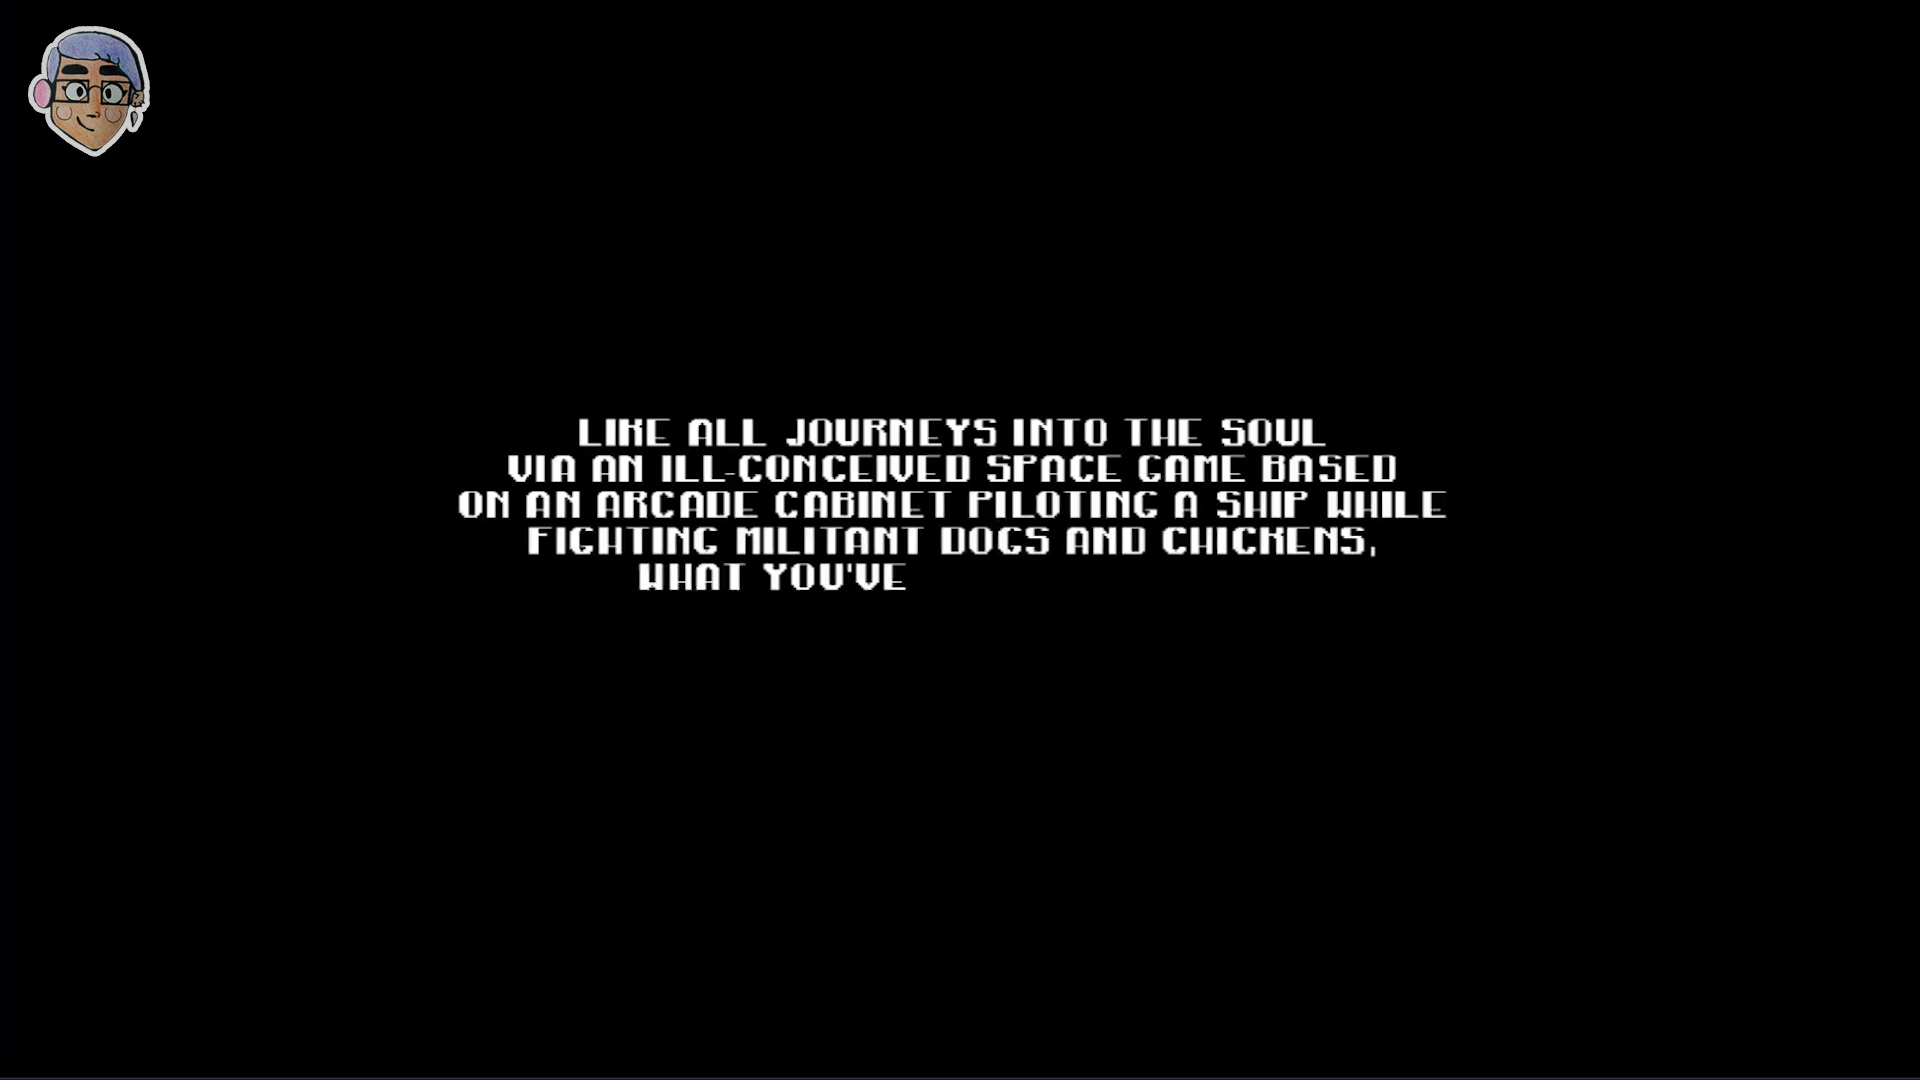 LIKE ALL JOURNEYS INTO THE SOUL
VIA AN ILL-CONCEIVED SPACE GAME BASED
ON AN ARCADE CABINET PILOTING A SHIP WHILE
FIGHTING MILITANT DOGS AND CHICKENS,
WHAT YOU'VE